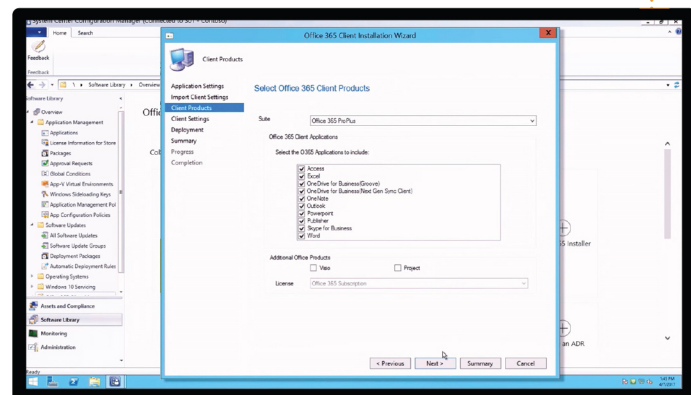 System Center Configuration Manager (Connected to S01 - Contoso)
Home Search
Feedback
Feedback
\ Software Library Overview
Software Library
Overview
Application Management
Applications
License Information for Store
Packages
Approval Requests
Global Conditions
App-V Virtual Environments
Windows Sideloading Keys
Application Management Pol
App Configuration Policies
Software Updates
All Software Updates
Software Update Groups
Deployment Packages
Automatic Deployment Rules
Operating Systems
Windows 10 Servicing
Assets and Compliance
Software Library
Monitoring
Administration
Ready
Offic
Office 365 Client Installation Wizard
Client Products
Application Settings
Import Client Settings
Client Products
Client Settings
Deployment
Summary
Progress
Completion
Select Office 365 Client Products
Suite Office 365 ProPlus
Office 365 Client Applications
Select the O365 Applications to include:
Access
Excel
OneDrive for Business(Groove)
OneDrive for Business(Next Gen Sync Client)
OneNote
Outlook
Powerpoint
Publisher
Skype for Business
Word
Additional Office Products
Visio Project
License Office 365 Subscription
< Previous Next > Summary Cancel
Installer
an ADR